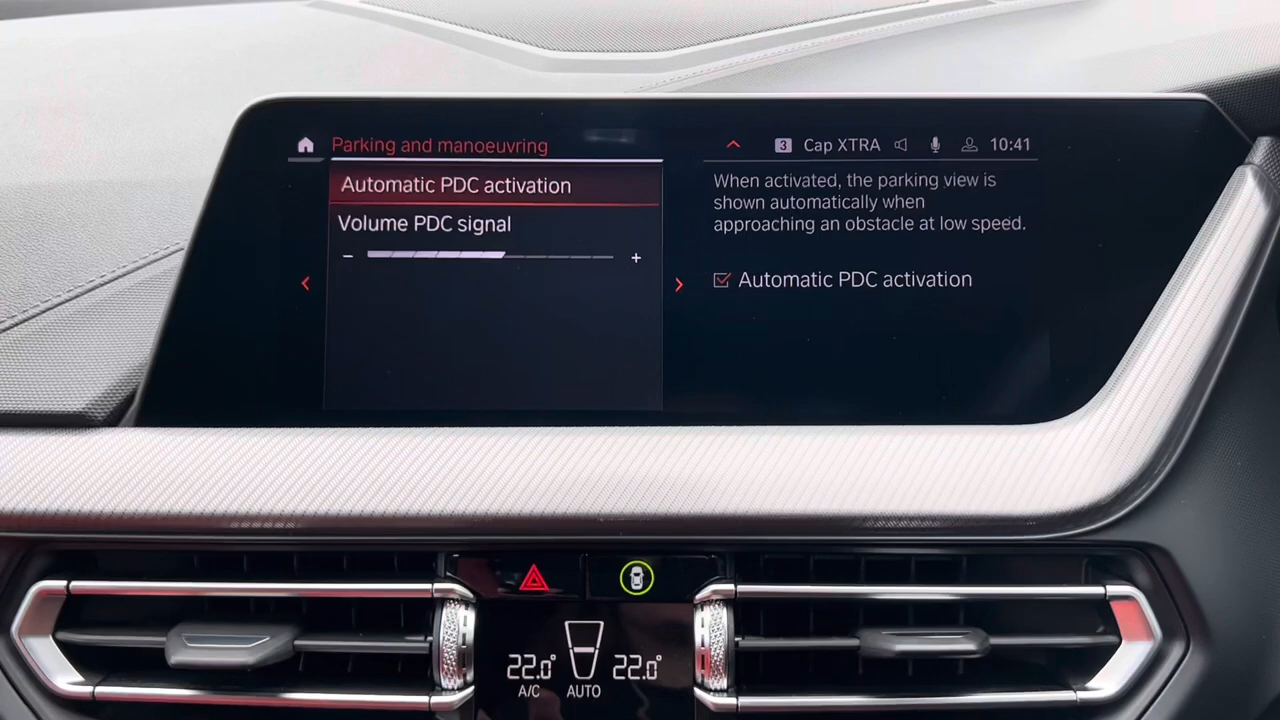 Parking and manoeuvring
3 Cap XTRA 10:41
Automatic PDC activation
Volume PDC signal
- +
When activated, the parking view is
shown automatically when
approaching an obstacle at low speed.
Automatic PDC activation
22.0° 22.0°
A/C AUTO